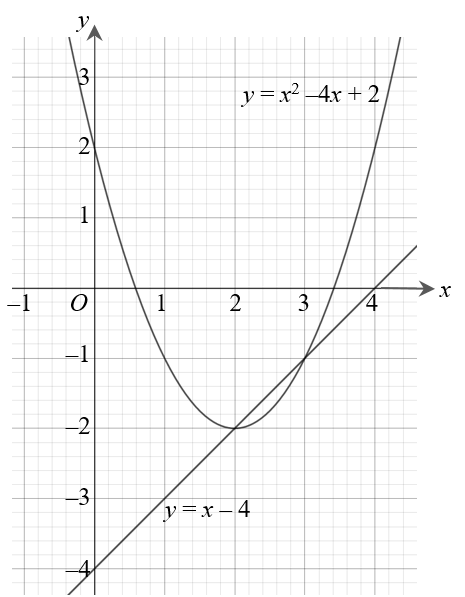 y
3
y = x² –4x + 2
2
1
–1 O 1 2 3 4 x
–1
–2
–3
y = x – 4
–4